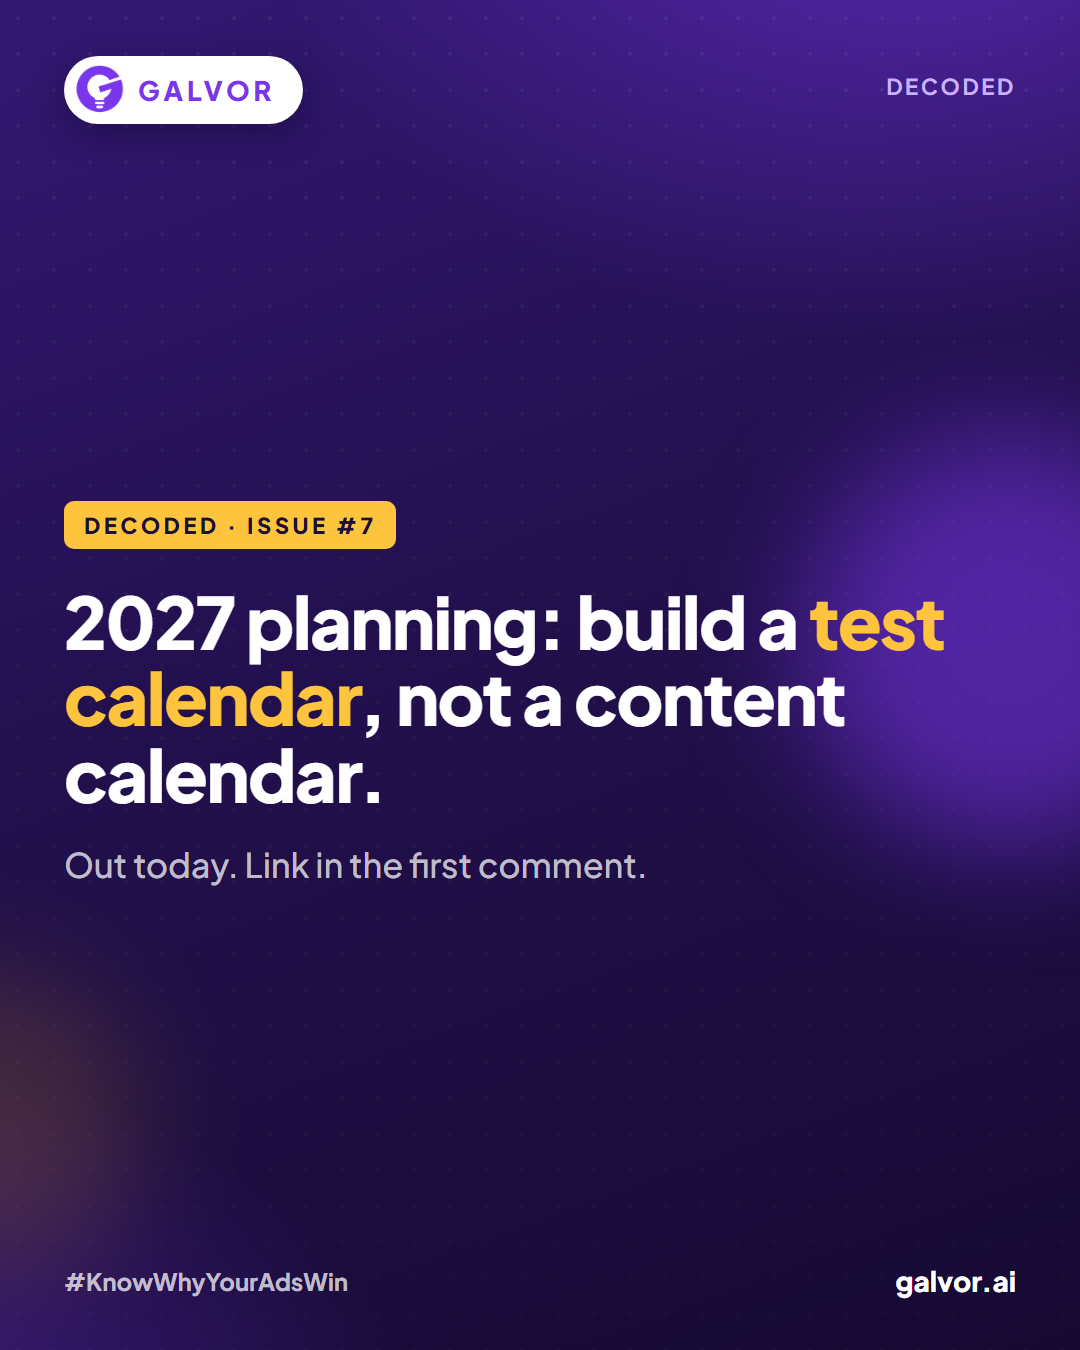 GALVOR
DECODED
DECODED · ISSUE #7
2027 planning: build a test
calendar, not a content
calendar.
Out today. Link in the first comment.
#KnowWhyYourAdsWin
galvor.ai